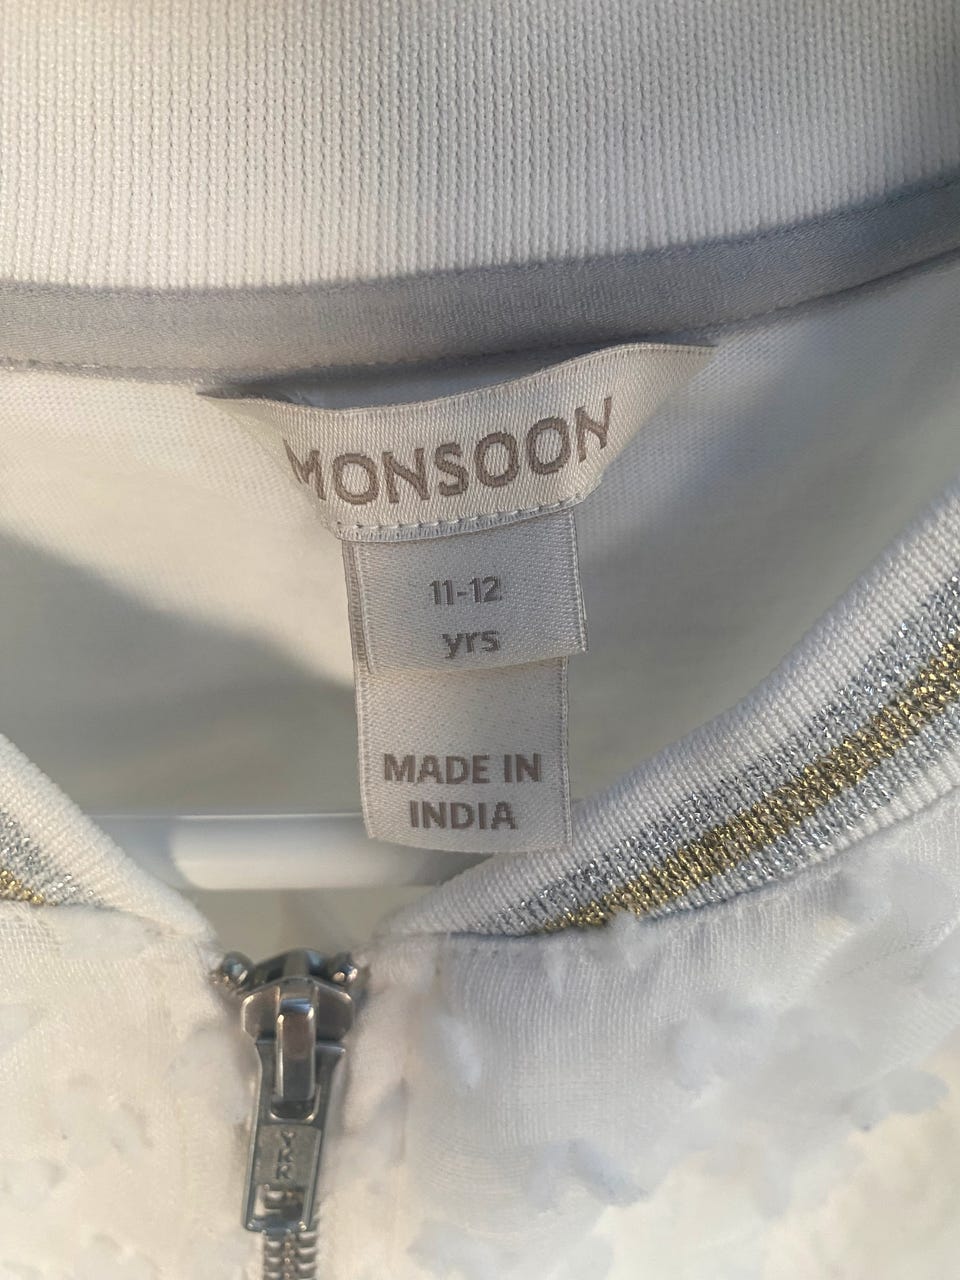 MONSOON
11-12
yrs
MADE IN
INDIA
YKK